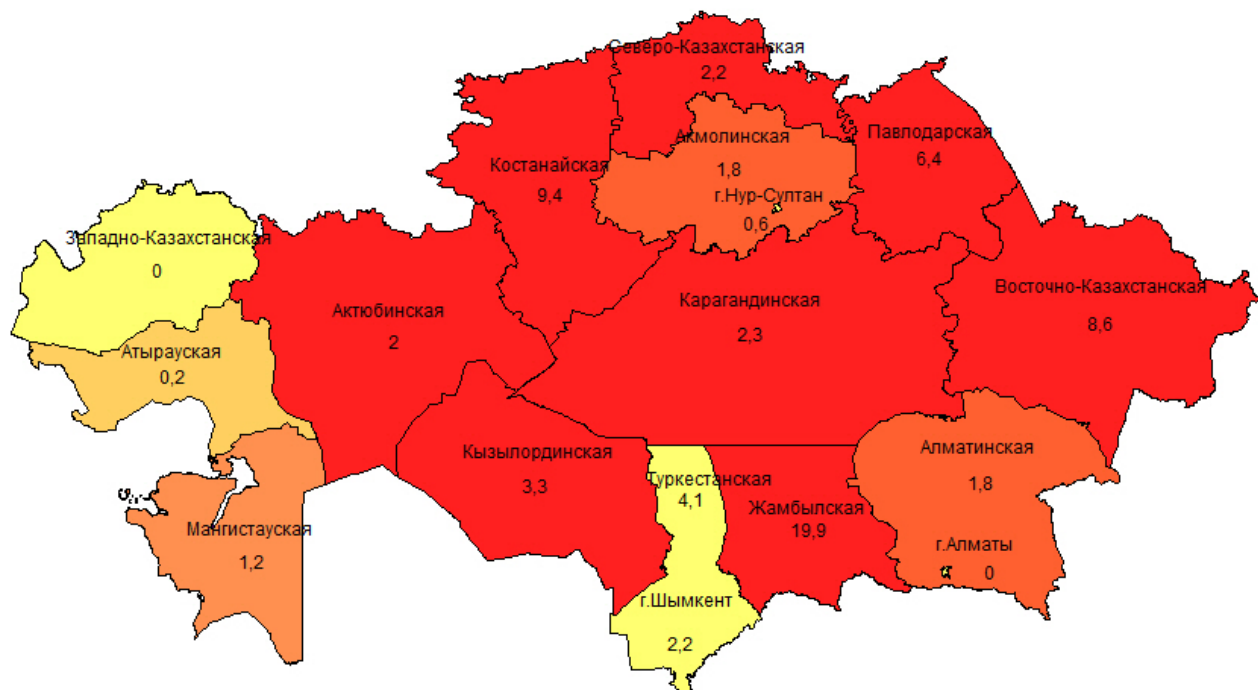 Северо-Казахстанская
2,2
Акмолинская
1,8
г.Нур-Султан
0,6
Павлодарская
6,4
Костанайская
9,4
Западно-Казахстанская
0
Актюбинская
2
Карагандинская
2,3
Восточно-Казахстанская
8,6
Атырауская
0,2
Кызылординская
3,3
Туркестанская
4,1
Жамбылская
19,9
Алматинская
1,8
г.Алматы
0
Мангистауская
1,2
г.Шымкент
2,2